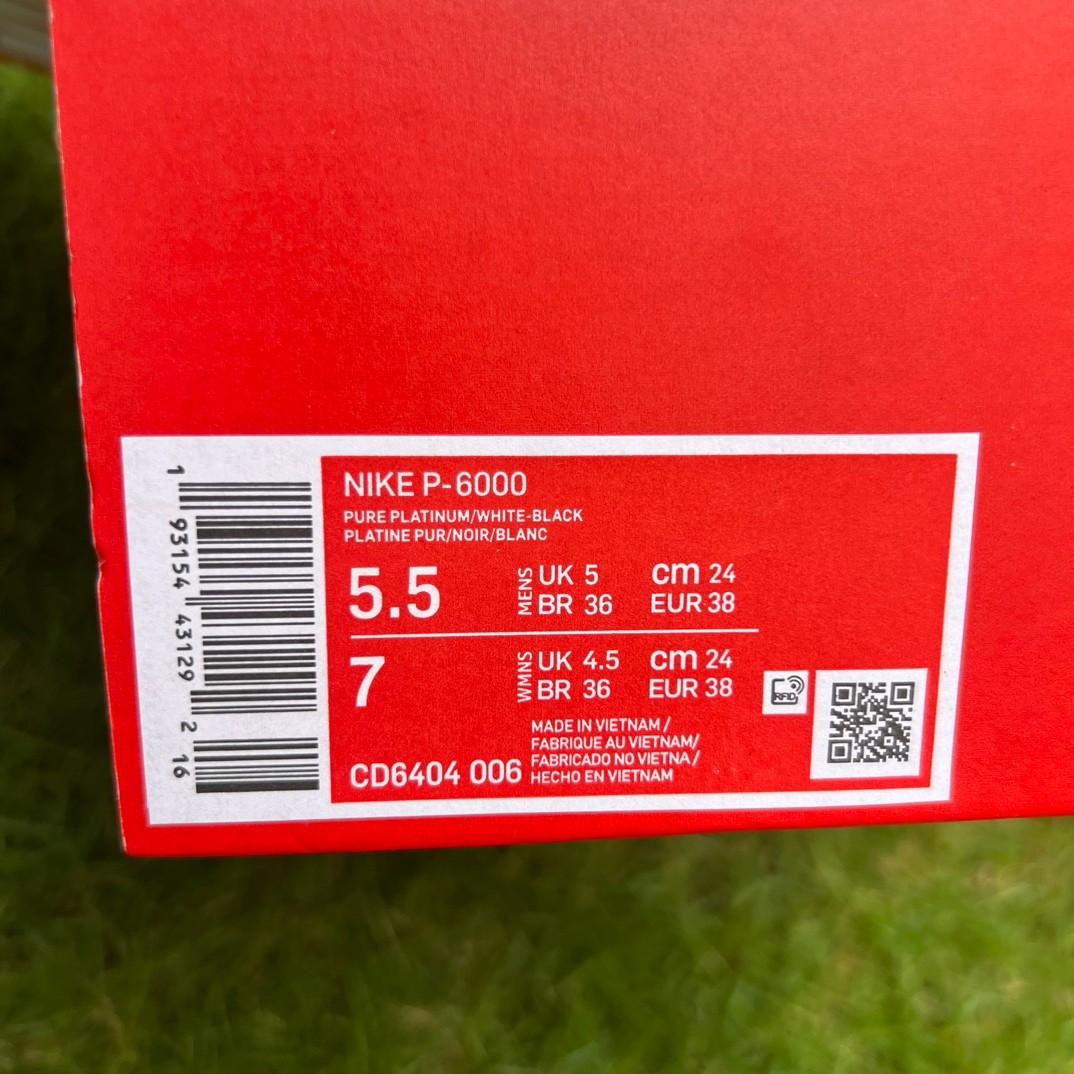 NIKE P-6000
PURE PLATINUM/WHITE-BLACK
PLATINE PUR/NOIR/BLANC
5.5 MENS UK 5 cm 24
BR 36 EUR 38
7 WMNS UK 4.5 cm 24
BR 36 EUR 38
MADE IN VIETNAM /
FABRIQUE AU VIETNAM/
FABRICADO NO VIETNA/
HECHO EN VIETNAM
CD6404 006
RFID
1 93154 43129 2 16